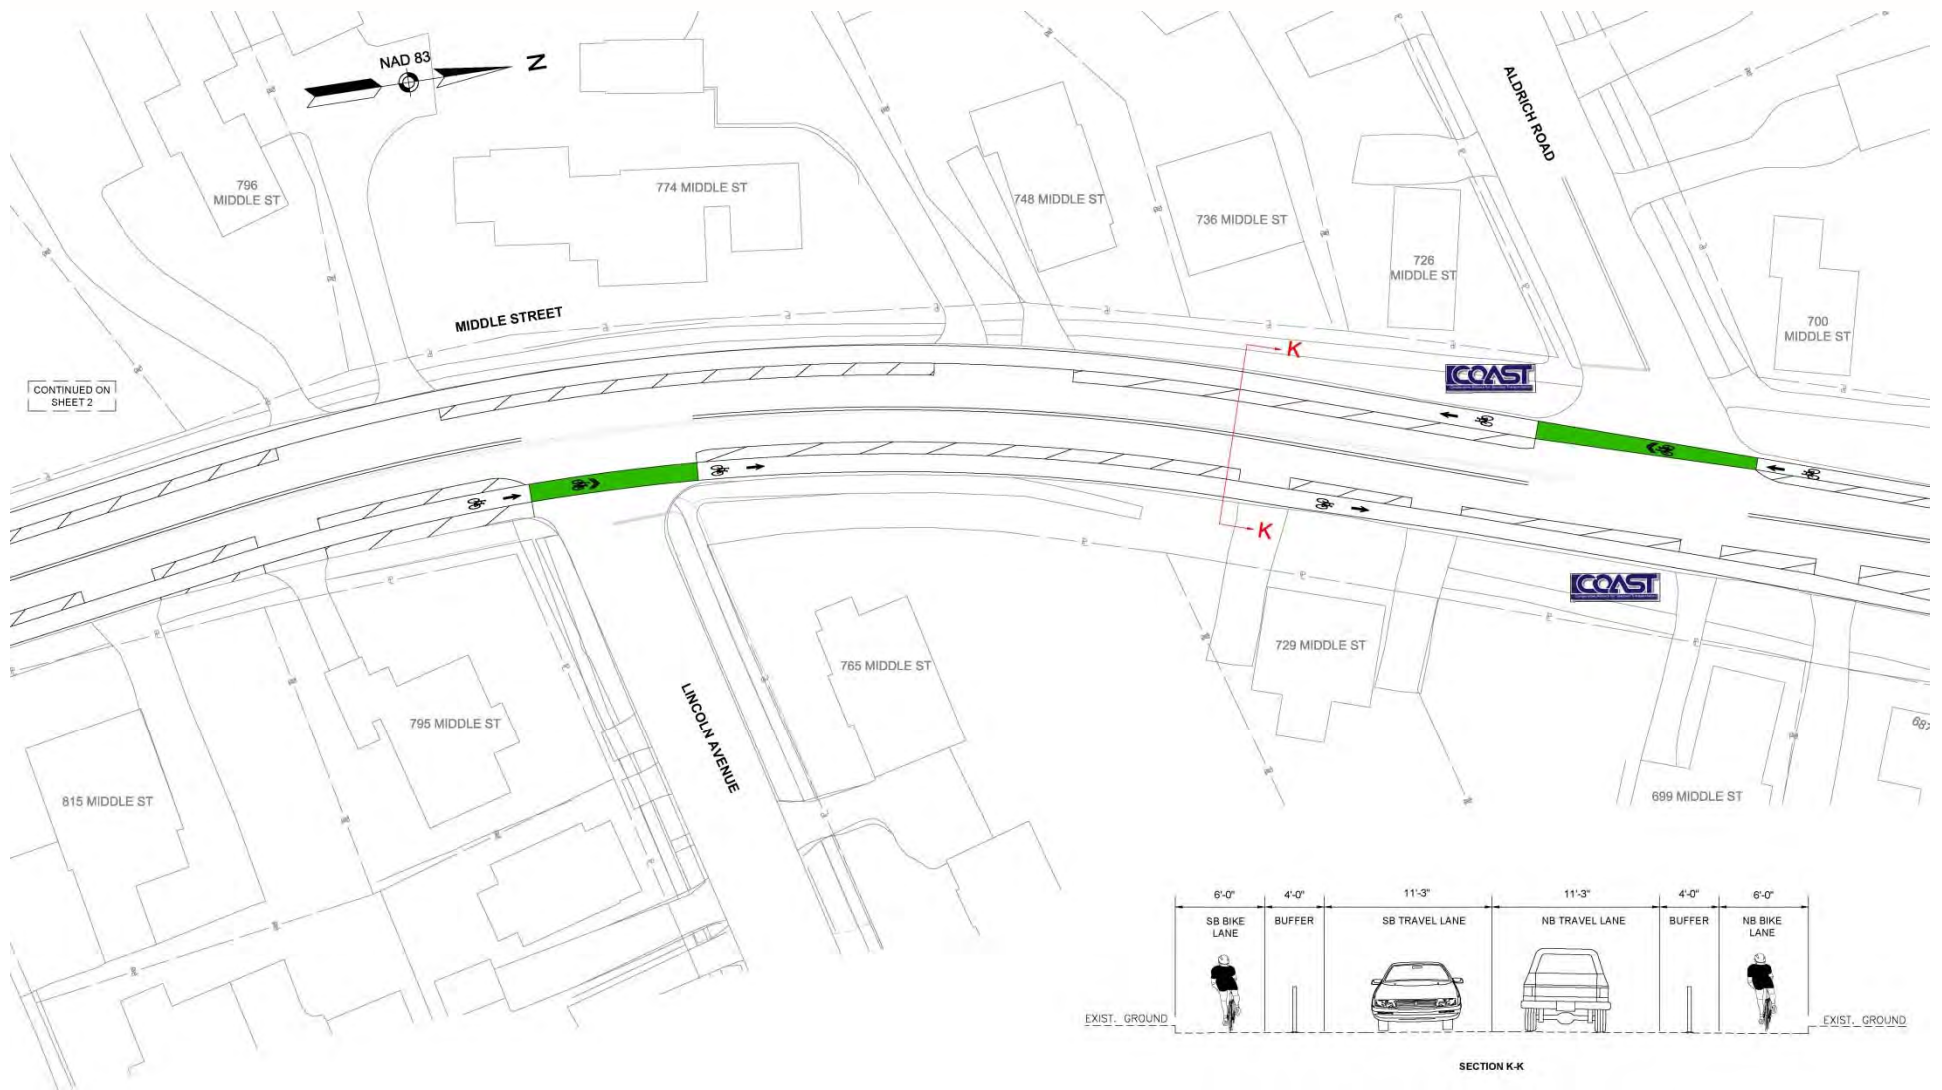 NAD 83
N
ALDRICH ROAD
796
MIDDLE ST
774 MIDDLE ST
748 MIDDLE ST
736 MIDDLE ST
726
MIDDLE ST
700
MIDDLE ST
MIDDLE STREET
K
COAST
CONTINUED ON
SHEET 2
K
COAST
729 MIDDLE ST
765 MIDDLE ST
LINCOLN AVENUE
795 MIDDLE ST
815 MIDDLE ST
699 MIDDLE ST
6'-0"
4'-0"
11'-3"
11'-3"
4'-0"
6'-0"
SB BIKE
LANE
BUFFER
SB TRAVEL LANE
NB TRAVEL LANE
BUFFER
NB BIKE
LANE
EXIST. GROUND
EXIST. GROUND
SECTION K-K